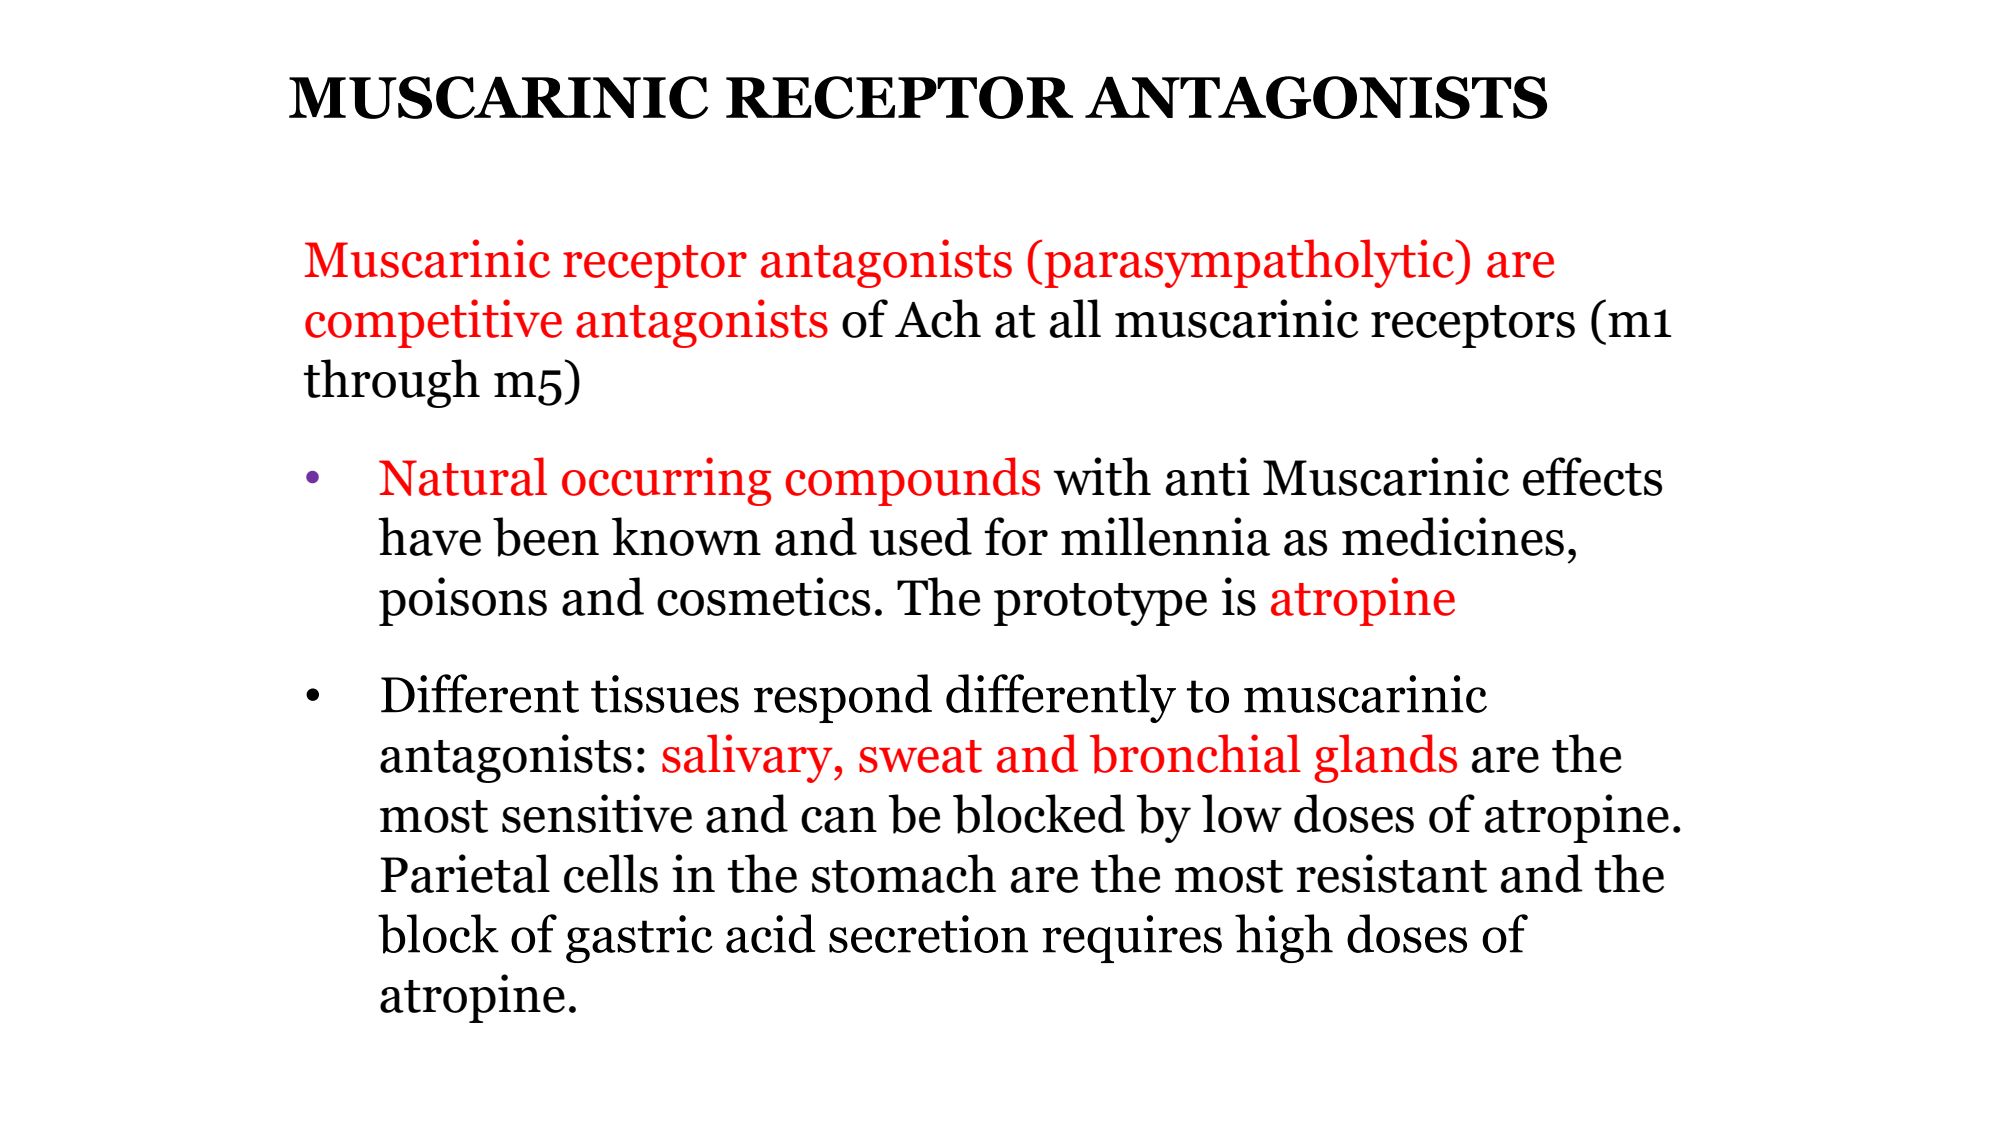 MUSCARINIC RECEPTOR ANTAGONISTS
Muscarinic receptor antagonists (parasympatholytic) are
competitive antagonists of Ach at all muscarinic receptors (m1
through m5)
• Natural occurring compounds with anti Muscarinic effects
have been known and used for millennia as medicines,
poisons and cosmetics. The prototype is atropine
• Different tissues respond differently to muscarinic
antagonists: salivary, sweat and bronchial glands are the
most sensitive and can be blocked by low doses of atropine.
Parietal cells in the stomach are the most resistant and the
block of gastric acid secretion requires high doses of
atropine.